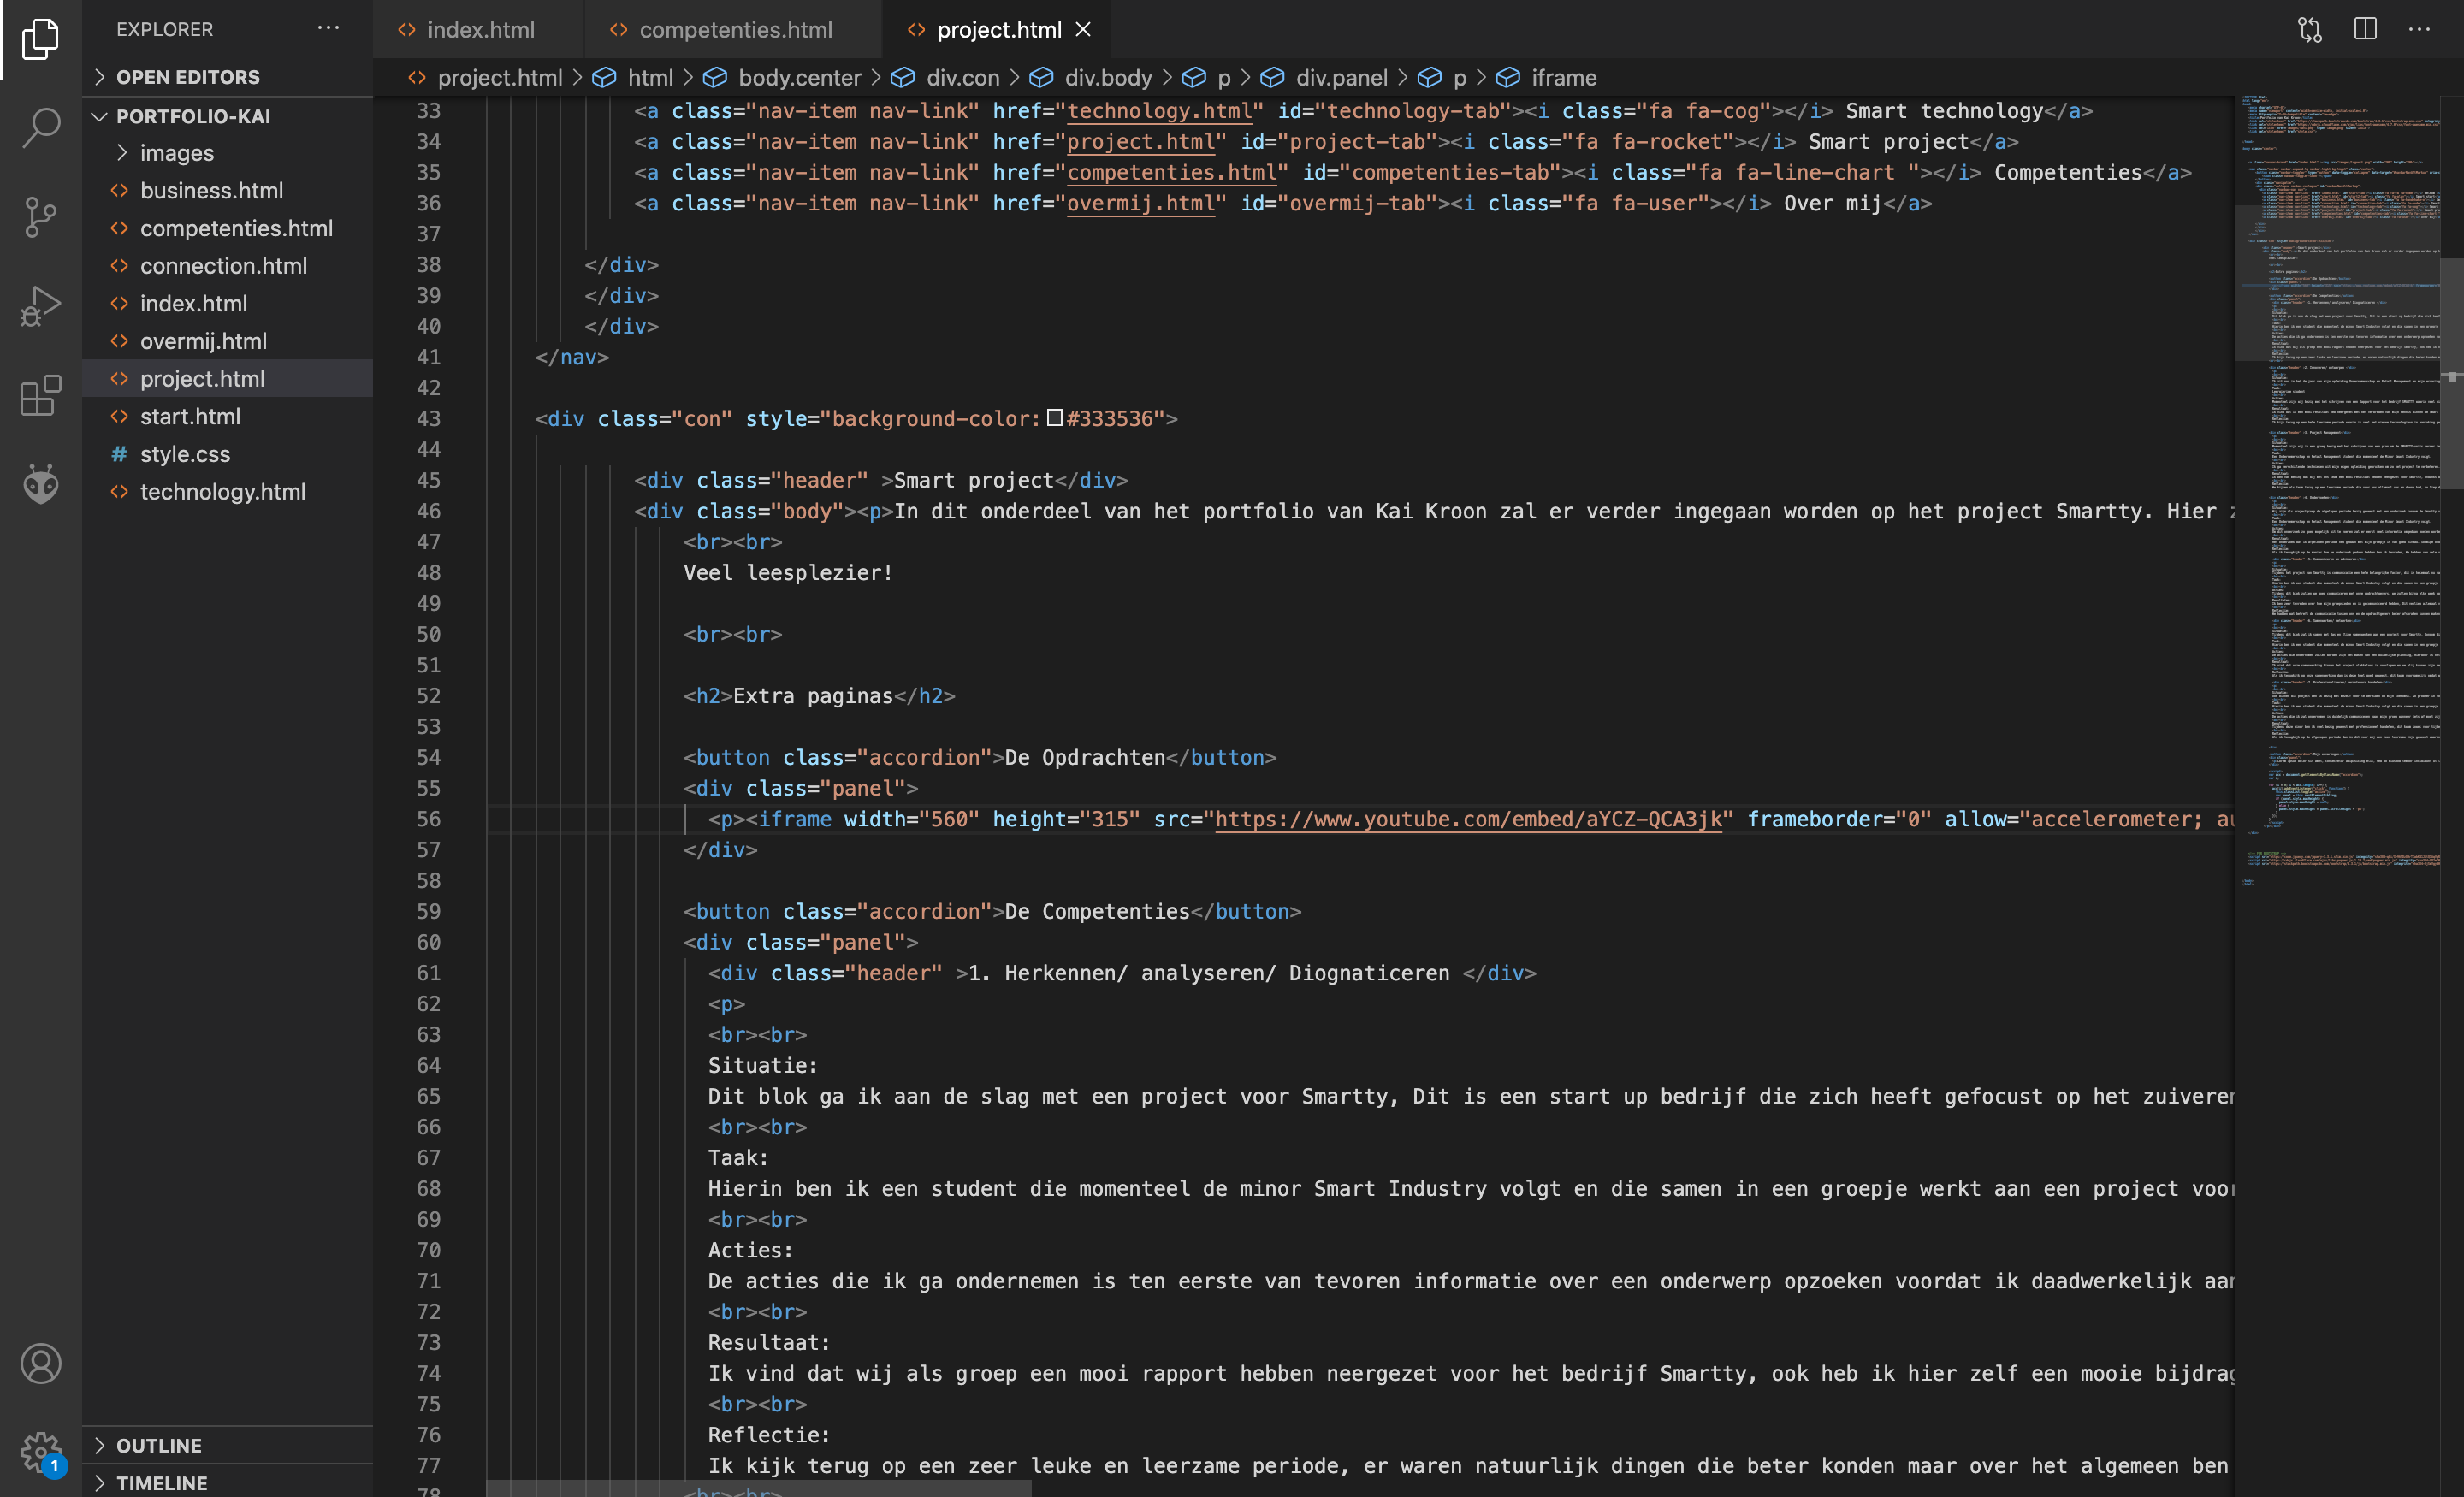 EXPLORER
OPEN EDITORS
PORTFOLIO-KAI
images
business.html
competenties.html
connection.html
index.html
overmij.html
project.html
start.html
# style.css
technology.html
OUTLINE
TIMELINE
1
index.html
competenties.html
project.html
project.html > html > body.center > div.con > div.body > p > div.panel > p > iframe
33 <a class="nav-item nav-link" href="technology.html" id="technology-tab"><i class="fa fa-cog"></i> Smart technology</a>
34 <a class="nav-item nav-link" href="project.html" id="project-tab"><i class="fa fa-rocket"></i> Smart project</a>
35 <a class="nav-item nav-link" href="competenties.html" id="competenties-tab"><i class="fa fa-line-chart "></i> Competenties</a>
36 <a class="nav-item nav-link" href="overmij.html" id="overmij-tab"><i class="fa fa-user"></i> Over mij</a>
37
38 </div>
39 </div>
40 </div>
41 </nav>
42
43 <div class="con" style="background-color:#333536">
44
45 <div class="header" >Smart project</div>
46 <div class="body"><p>In dit onderdeel van het portfolio van Kai Kroon zal er verder ingegaan worden op het project Smartty. Hier
47 <br><br>
48 Veel leesplezier!
49
50 <br><br>
51
52 <h2>Extra paginas</h2>
53
54 <button class="accordion">De Opdrachten</button>
55 <div class="panel">
56 <p><iframe width="560" height="315" src="https://www.youtube.com/embed/aYCZ-QCA3jk" frameborder="0" allow="accelerometer; au
57 </div>
58
59 <button class="accordion">De Competenties</button>
60 <div class="panel">
61 <div class="header" >1. Herkennen/ analyseren/ Diognaticeren </div>
62 <p>
63 <br><br>
64 Situatie:
65 Dit blok ga ik aan de slag met een project voor Smartty, Dit is een start up bedrijf die zich heeft gefocust op het zuiveren
66 <br><br>
67 Taak:
68 Hierin ben ik een student die momenteel de minor Smart Industry volgt en die samen in een groepje werkt aan een project voor
69 <br><br>
70 Acties:
71 De acties die ik ga ondernemen is ten eerste van tevoren informatie over een onderwerp opzoeken voordat ik daadwerkelijk aan
72 <br><br>
73 Resultaat:
74 Ik vind dat wij als groep een mooi rapport hebben neergezet voor het bedrijf Smartty, ook heb ik hier zelf een mooie bijdrag
75 <br><br>
76 Reflectie:
77 Ik kijk terug op een zeer leuke en leerzame periode, er waren natuurlijk dingen die beter konden maar over het algemeen ben
78 <br><br>